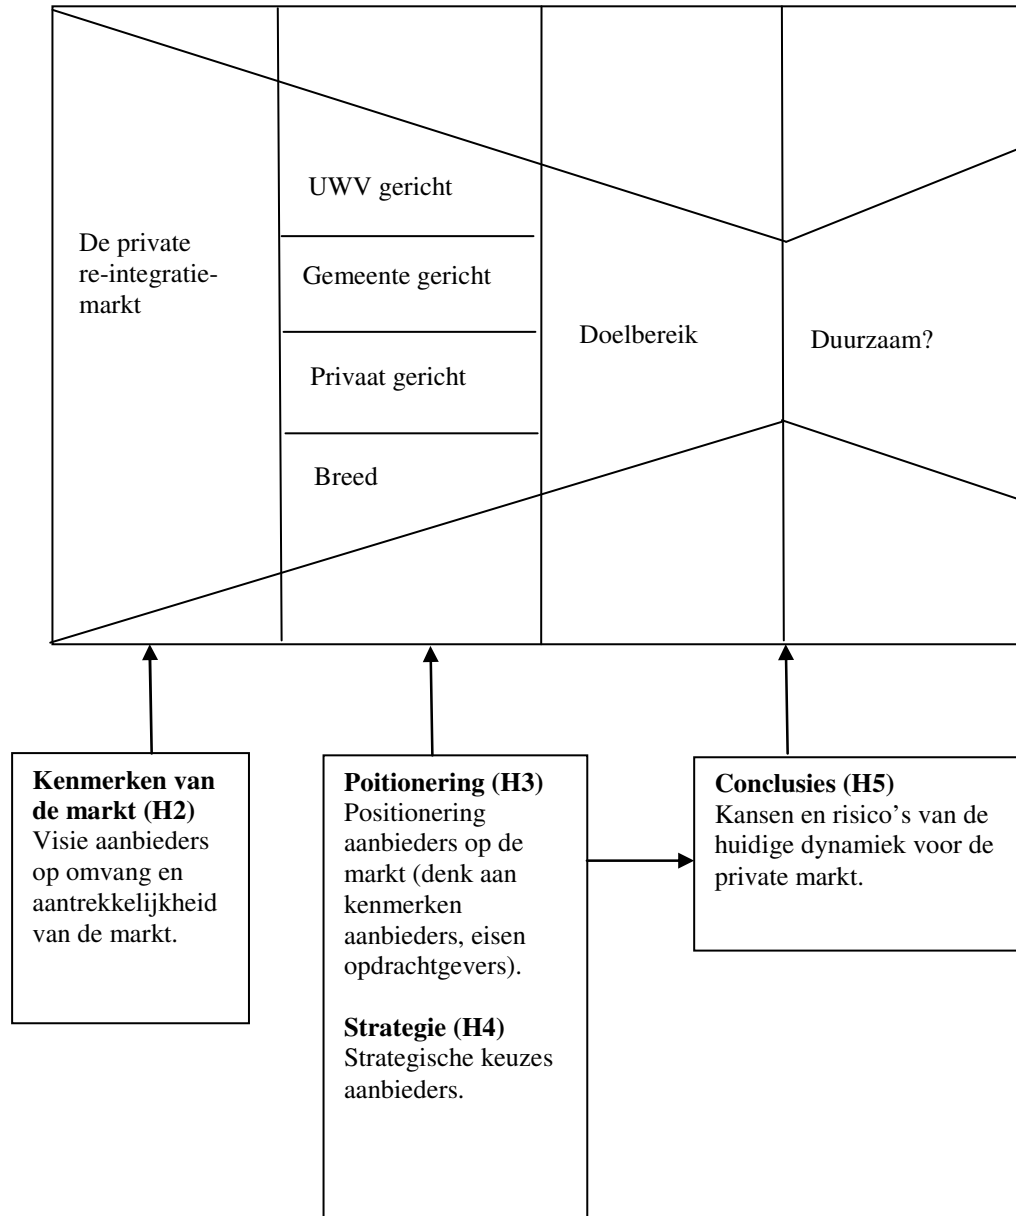 De private
re-integratie-
markt
UWV gericht
Gemeente gericht
Privaat gericht
Breed
Doelbereik
Duurzaam?
Kenmerken van
de markt (H2)
Visie aanbieders
op omvang en
aantrekkelijkheid
van de markt.
Poitionering (H3)
Positionering
aanbieders op de
markt (denk aan
kenmerken
aanbieders, eisen
opdrachtgevers).
Strategie (H4)
Strategische keuzes
aanbieders.
Conclusies (H5)
Kansen en risico’s van de
huidige dynamiek voor de
private markt.